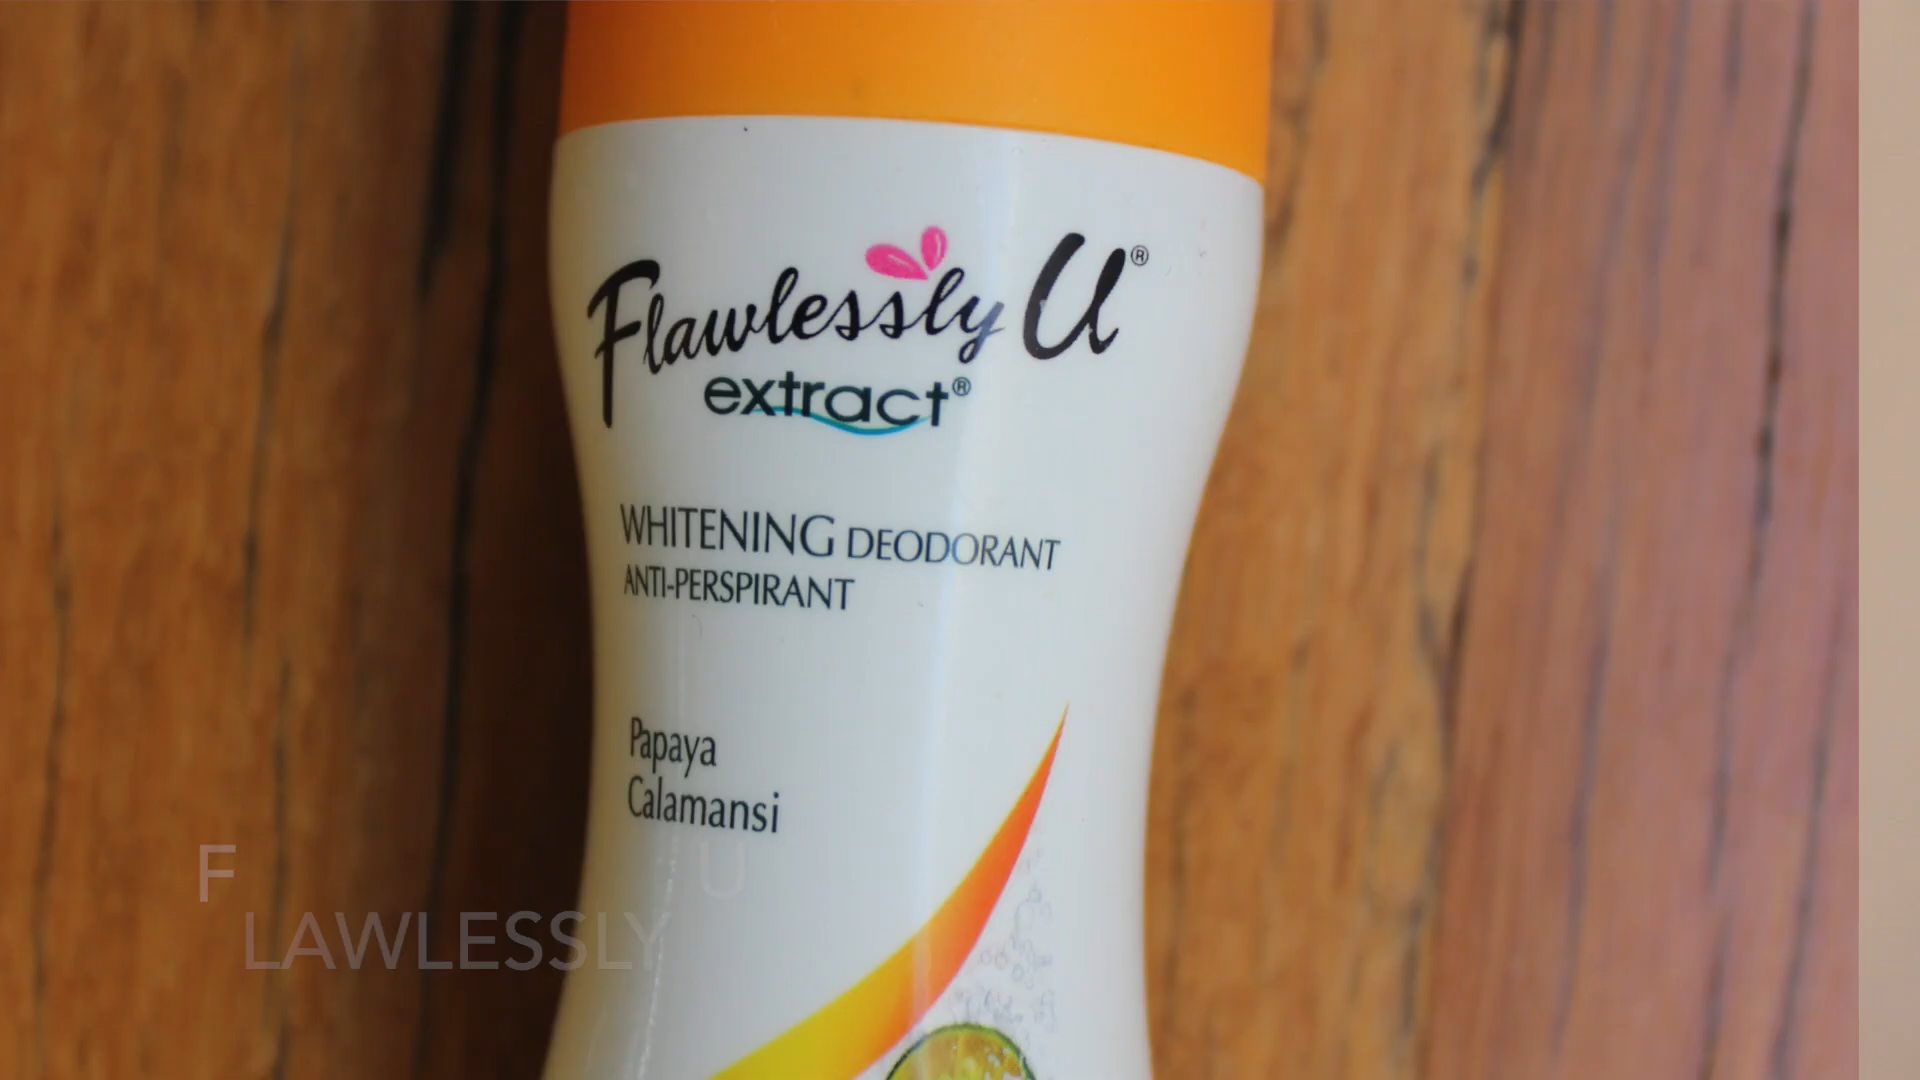 Flawlessly U®
extract®
WHITENING DEODORANT
ANTI-PERSPIRANT
Papaya
Calamansi
F U
LAWLESSLY